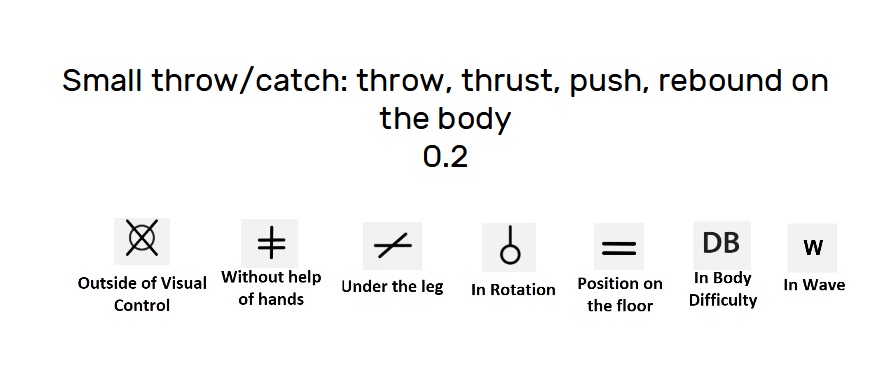 Small throw/catch: throw, thrust, push, rebound on
the body
0.2
DB
W
Outside of Visual
Control
Without help
of hands
Under the leg
In Rotation
Position on
the floor
In Body
Difficulty
In Wave